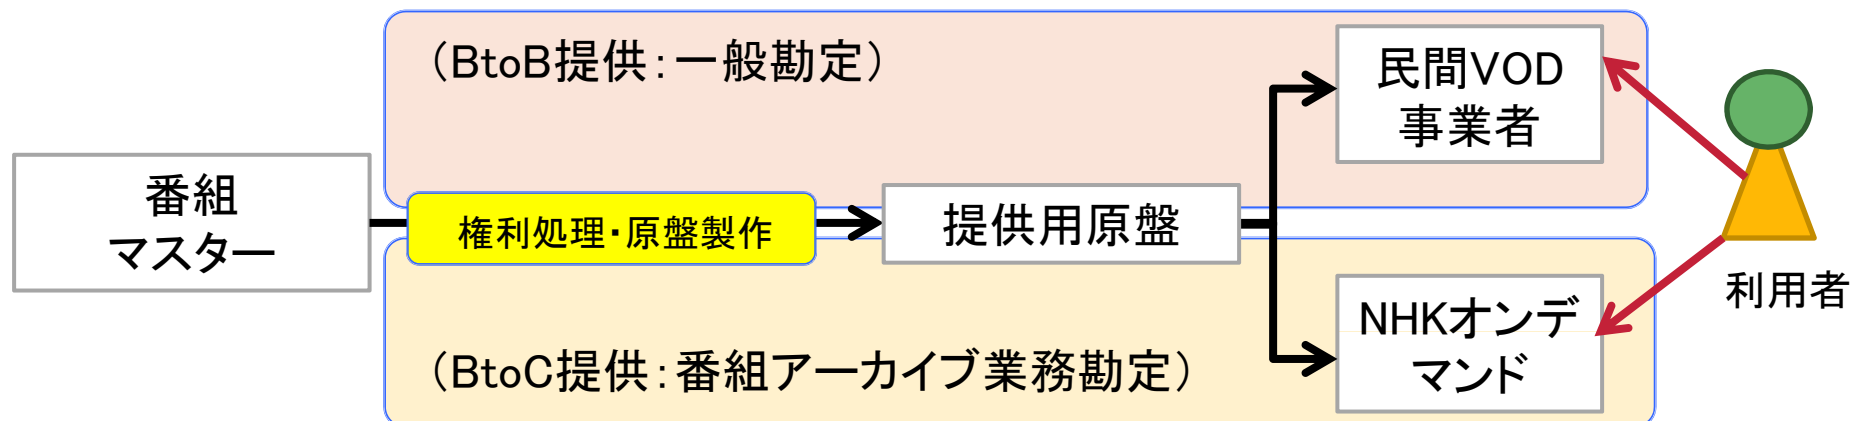 （BtoB提供：一般勘定）
民間VOD
事業者
番組
マスター
権利処理・原盤製作
提供用原盤
利用者
NHKオンデ
マンド
（BtoC提供：番組アーカイブ業務勘定）